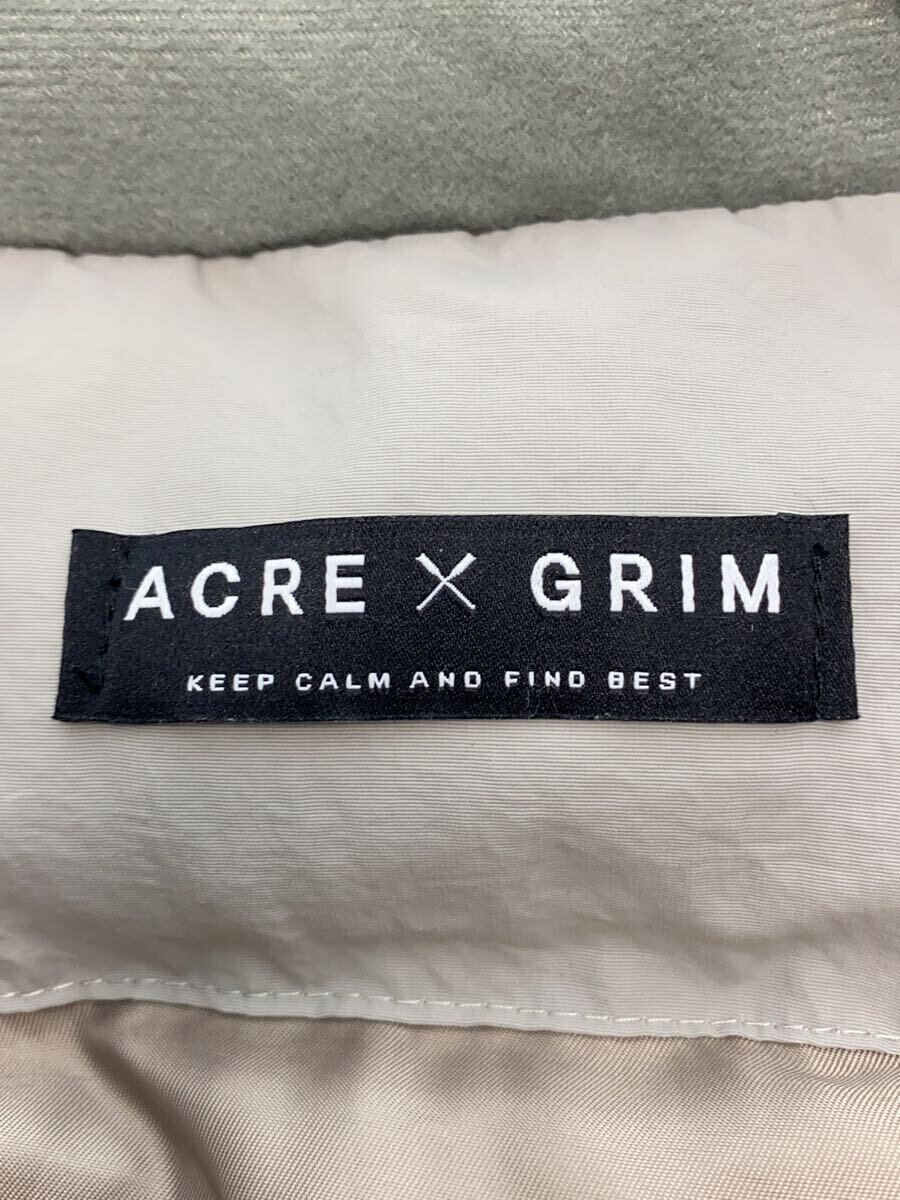 ACRE X GRIM
KEEP CALM AND FIND BEST